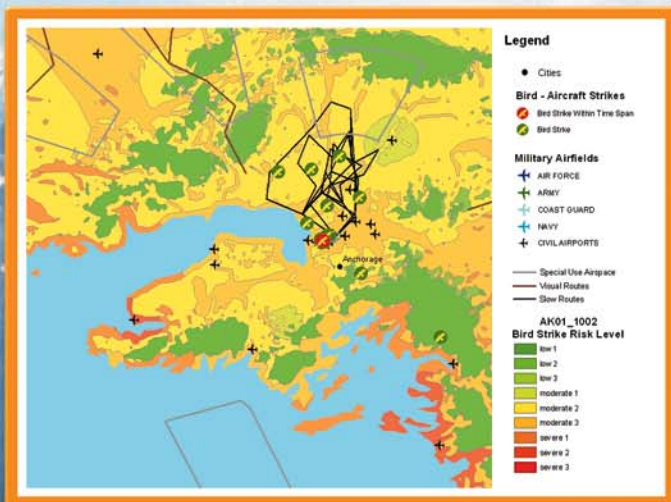 Legend
Cities
Bird - Aircraft Strikes
Bird Strike Within Time Span
Bird Strike
Military Airfields
AIR FORCE
ARMY
COAST GUARD
NAVY
CIVIL AIRPORTS
Special Use Airspace
Visual Routes
Slow Routes
AK01_1002
Bird Strike Risk Level
low 1
low 2
low 3
moderate 1
moderate 2
moderate 3
severe 1
severe 2
severe 3
Anchorage